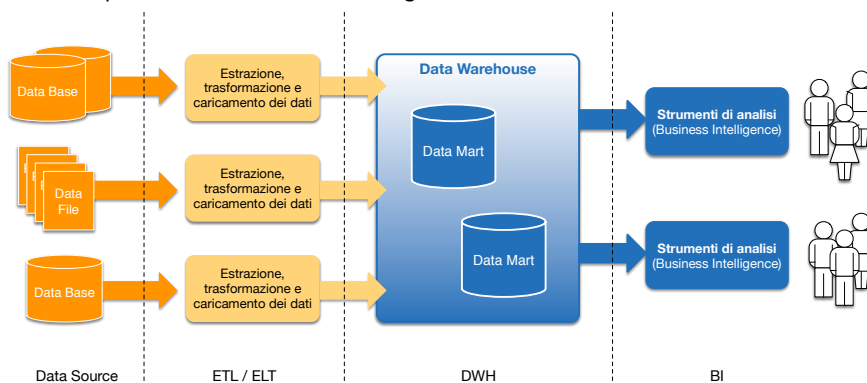 Data Base
Estrazione,
trasformazione e
caricamento dei dati
Data Warehouse
Data Mart
Strumenti di analisi
(Business Intelligence)
Data
File
Estrazione,
trasformazione e
caricamento dei dati
Data Mart
Strumenti di analisi
(Business Intelligence)
Data Base
Estrazione,
trasformazione e
caricamento dei dati
Data Source
ETL / ELT
DWH
BI